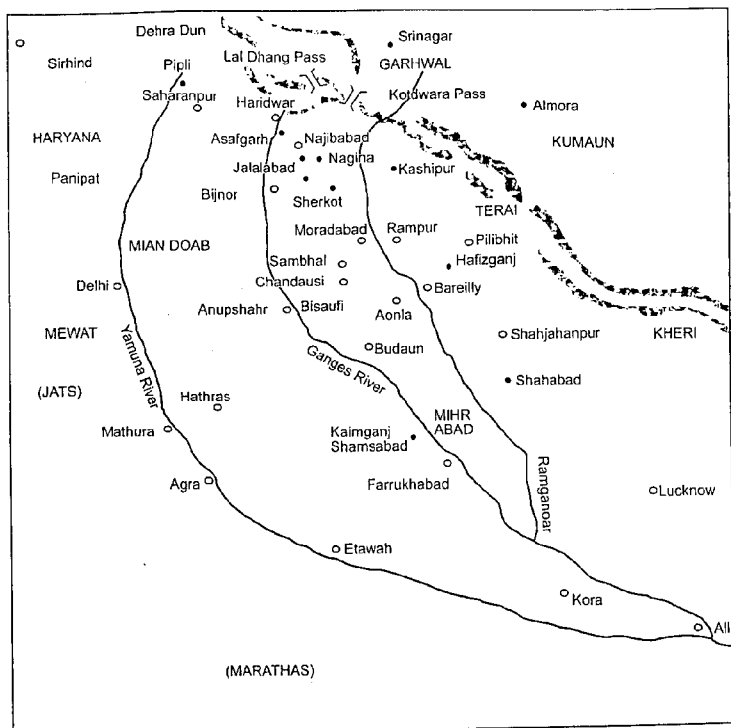 Dehra Dun
Srinagar
Lal Dhang Pass
Sirhind
Pipli
GARHWAL
Saharanpur
Kotdwara Pass
Haridwar
Almora
HARYANA
Asafgarh
Najibabad
KUMAUN
Jalalabad
Nagina
Kashipur
Panipat
Bijnor
Sherkot
TERAI
Moradabad
Rampur
MIAN DOAB
Pilibhit
Sambhal
Hafizganj
Delhi
Chandausi
Bareilly
Anupshahr
Bisaufi
Aonla
MEWAT
Shahjahanpur
KHERI
Yamuna River
Ganges River
Budaun
(JATS)
Shahabad
Hathras
MIHR
ABAD
Mathura
Kaimganj
Shamsabad
Agra
Farrukhabad
Ramganoar
Lucknow
Etawah
Kora
All
(MARATHAS)